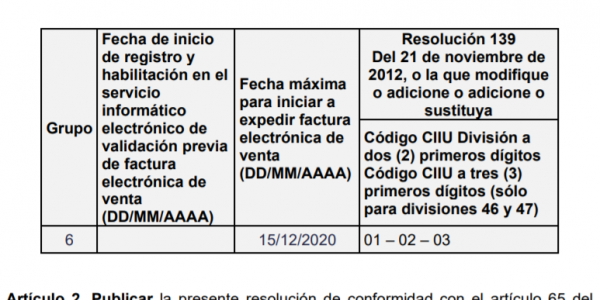 Grupo
Fecha de inicio
de registro y
habilitación en el
servicio
informático
electrónico de
validación previa
de factura
electrónica de
venta
(DD/MM/AAAA)
Fecha máxima
para iniciar a
expedir factura
electrónica de
venta
(DD/MM/AAAA)
Resolución 139
Del 21 de noviembre de
2012, o la que modifique
o adicione o adicione o
sustituya
Código CIIU División a
dos (2) primeros dígitos
Código CIIU a tres (3)
primeros dígitos (sólo
para divisiones 46 y 47)
6
15/12/2020
01 – 02 – 03
Artículo 2. Publicar la presente resolución de conformidad con el artículo 65 del